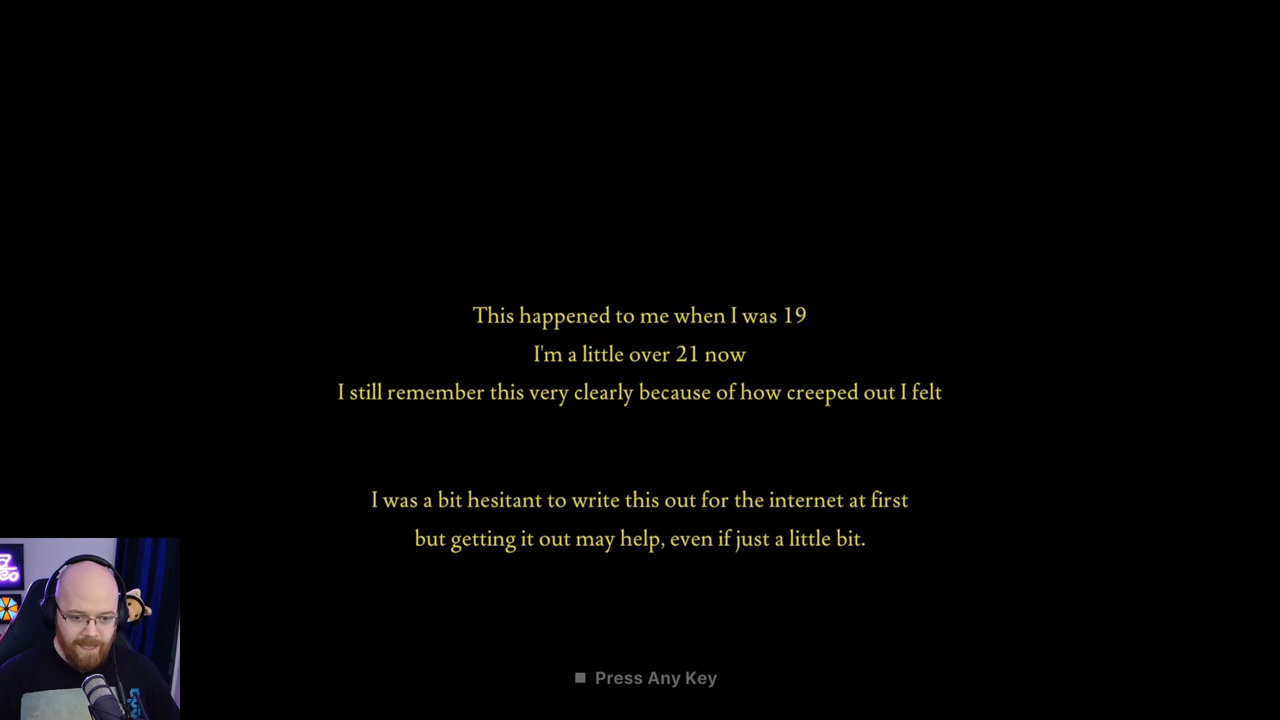 This happened to me when I was 19
I'm a little over 21 now
I still remember this very clearly because of how creeped out I felt
I was a bit hesitant to write this out for the internet at first
but getting it out may help, even if just a little bit.
Press Any Key